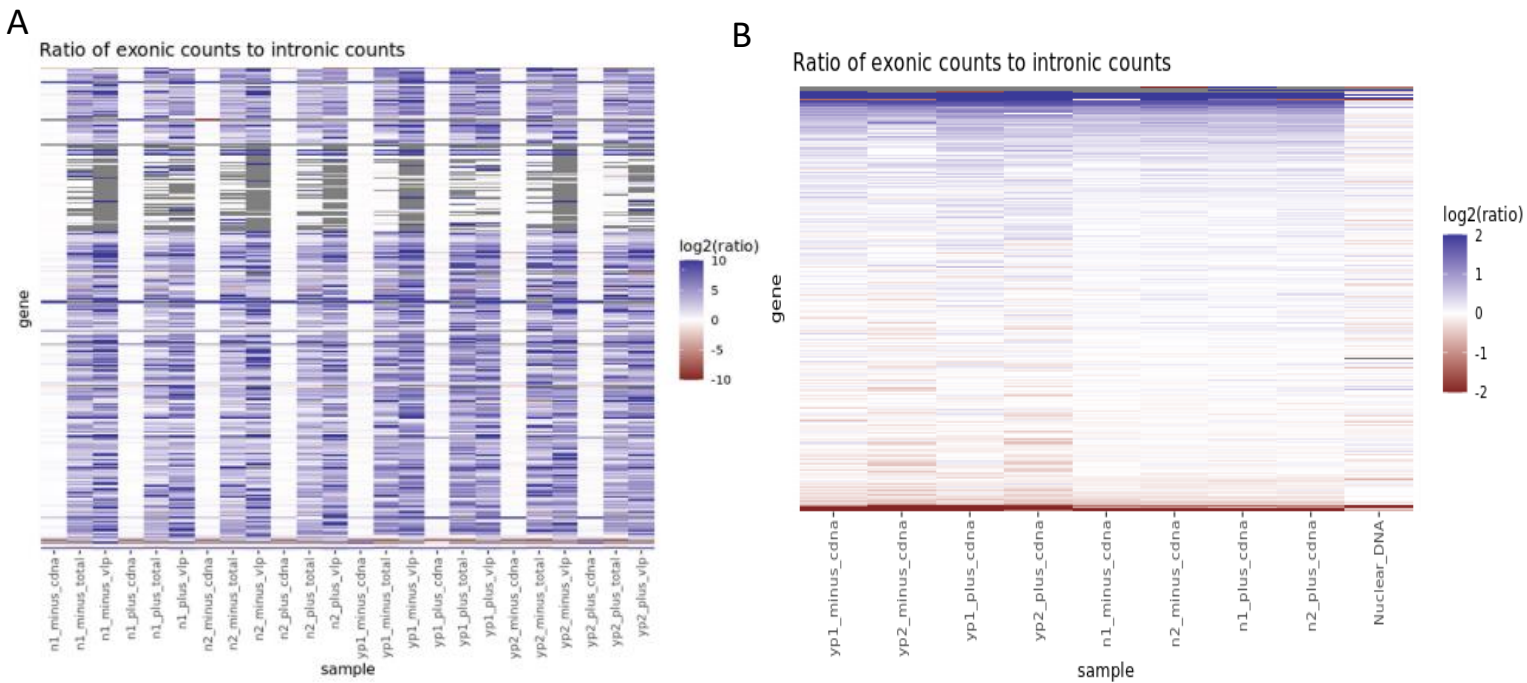 A
Ratio of exonic counts to intronic counts
gene
log2(ratio)
10
5
0
-5
-10
n1_minus_cdna
n1_minus_total
n1_minus_vlp
n1_plus_cdna
n1_plus_total
n1_plus_vlp
n2_minus_cdna
n2_minus_total
n2_minus_vlp
n2_plus_cdna
n2_plus_total
n2_plus_vlp
yp1_minus_cdna
yp1_minus_total
yp1_minus_vlp
yp1_plus_cdna
yp1_plus_total
yp1_plus_vlp
yp2_minus_cdna
yp2_minus_total
yp2_minus_vlp
yp2_plus_cdna
yp2_plus_total
yp2_plus_vlp
sample
B
Ratio of exonic counts to intronic counts
gene
log2(ratio)
2
1
0
-1
-2
yp1_minus_cdna
yp2_minus_cdna
yp1_plus_cdna
yp2_plus_cdna
n1_minus_cdna
n2_minus_cdna
n1_plus_cdna
n2_plus_cdna
Nuclear_DNA
sample